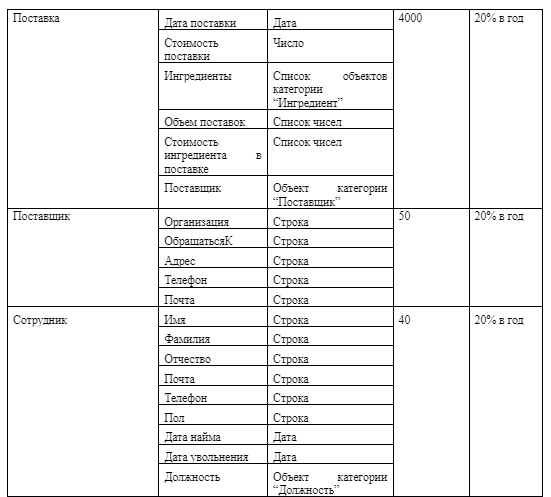 Поставка Дата поставки Дата 4000 20% в год
Стоимость Число
поставки
Ингредиенты Список объектов
категории
“Ингредиент”
Объем поставок Список чисел
Стоимость Список чисел
ингредиента в
поставке
Поставщик Объект категории
“Поставщик”
Поставщик Организация Строка 50 20% в год
ОбращатьсяК Строка
Адрес Строка
Телефон Строка
Почта Строка
Сотрудник Имя Строка 40 20% в год
Фамилия Строка
Отчество Строка
Почта Строка
Телефон Строка
Пол Строка
Дата найма Дата
Дата увольнения Дата
Должность Объект категории
“Должность”